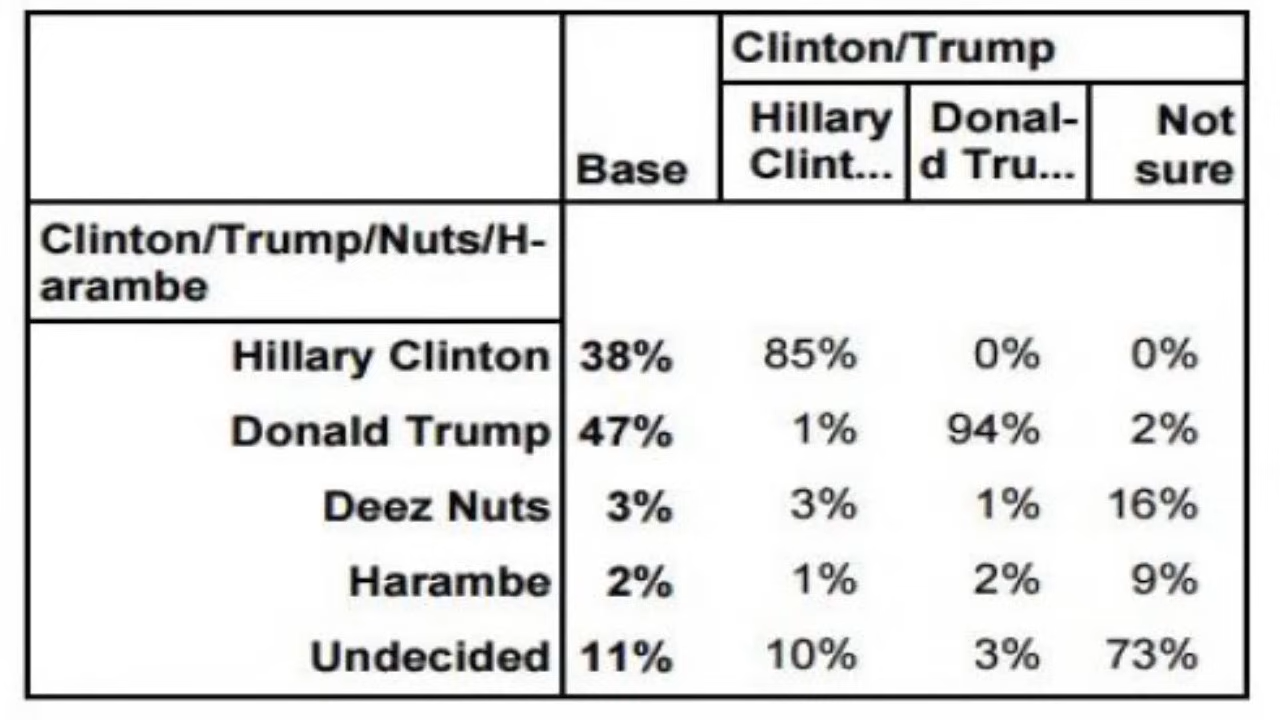 Clinton/Trump
Base
Hillary Clint...
Donal-d Tru...
Not sure
Clinton/Trump/Nuts/H-
arambe
Hillary Clinton 38% 85% 0% 0%
Donald Trump 47% 1% 94% 2%
Deez Nuts 3% 3% 1% 16%
Harambe 2% 1% 2% 9%
Undecided 11% 10% 3% 73%